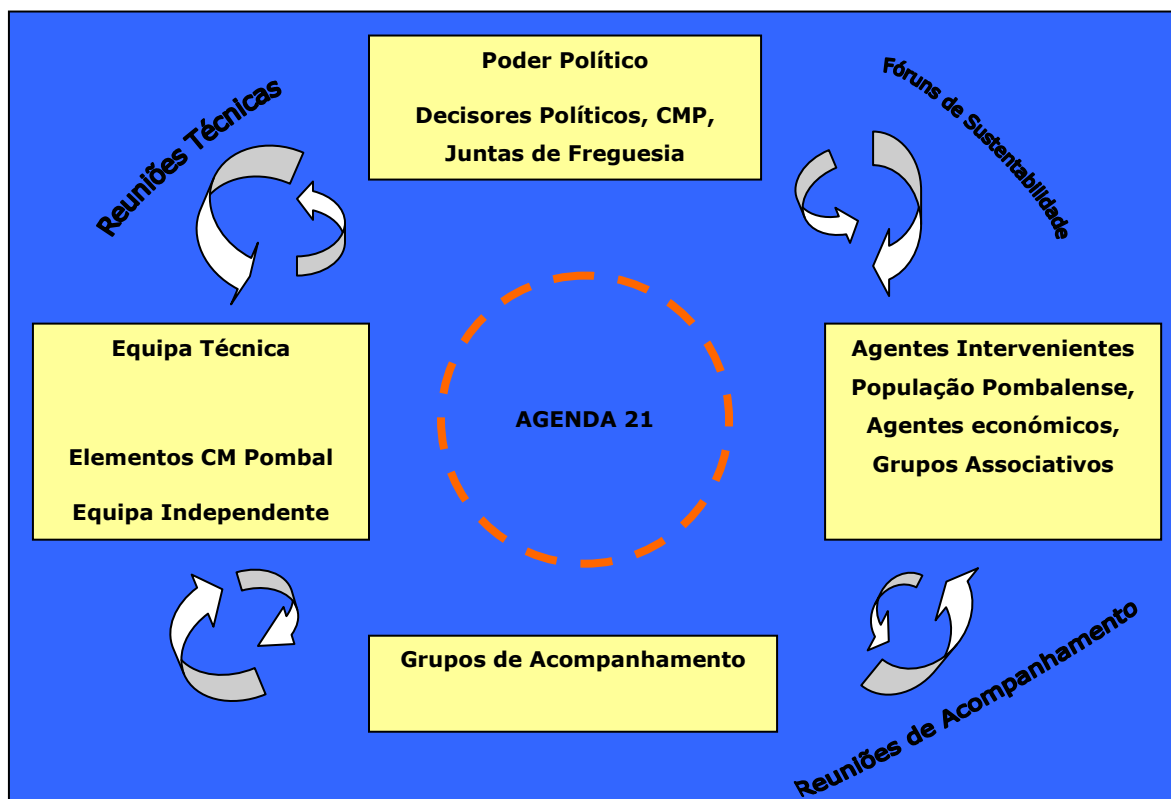 Poder Político
Decisores Políticos, CMP,
Juntas de Freguesia
Reuniões Técnicas
Fóruns de Sustentabilidade
Equipa Técnica
Elementos CM Pombal
Equipa Independente
AGENDA 21
Agentes Intervenientes
População Pombalense,
Agentes económicos,
Grupos Associativos
Grupos de Acompanhamento
Reuniões de Acompanhamento